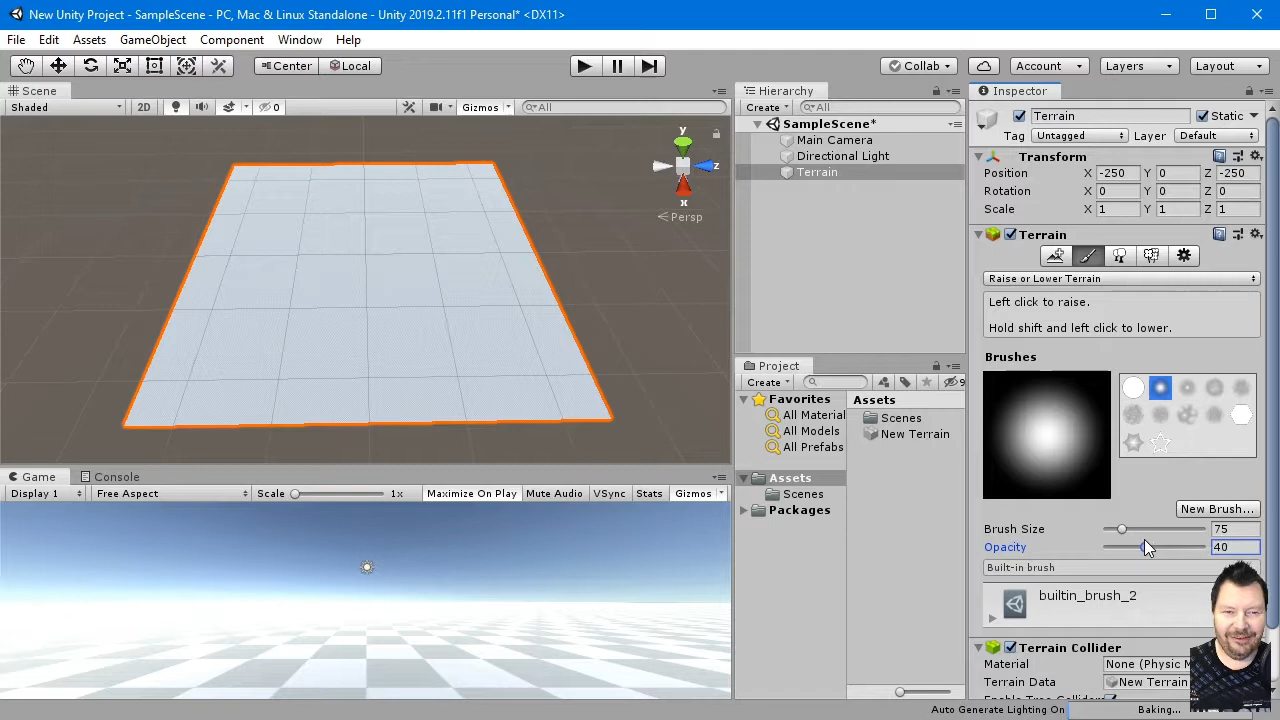 New Unity Project - SampleScene - PC, Mac & Linux Standalone - Unity 2019.2.11f1 Personal* <DX11>
File Edit Assets GameObject Component Window Help
Center Local Collab Account Layers Layout
Scene
Shaded 2D 0 Gizmos All
y
z
x
Persp
Hierarchy
Create All
SampleScene*
Main Camera
Directional Light
Terrain
Inspector
Terrain Static
Tag Untagged Layer Default
Transform
Position X -250 Y 0 Z -250
Rotation X 0 Y 0 Z 0
Scale X 1 Y 1 Z 1
Terrain
Raise or Lower Terrain
Left click to raise.
Hold shift and left click to lower.
Brushes
New Brush...
Brush Size 75
Opacity 40
Built-in brush
builtin_brush_2
Terrain Collider
Material None (Physic M
Terrain Data New Terrain
Enable Tree Colliders
Project
Create 9
Favorites
All Material
All Models
All Prefabs
Assets
Scenes
Packages
Assets
Scenes
New Terrain
Game Console
Display 1 Free Aspect Scale 1x Maximize On Play Mute Audio VSync Stats Gizmos
Auto Generate Lighting On Baking...